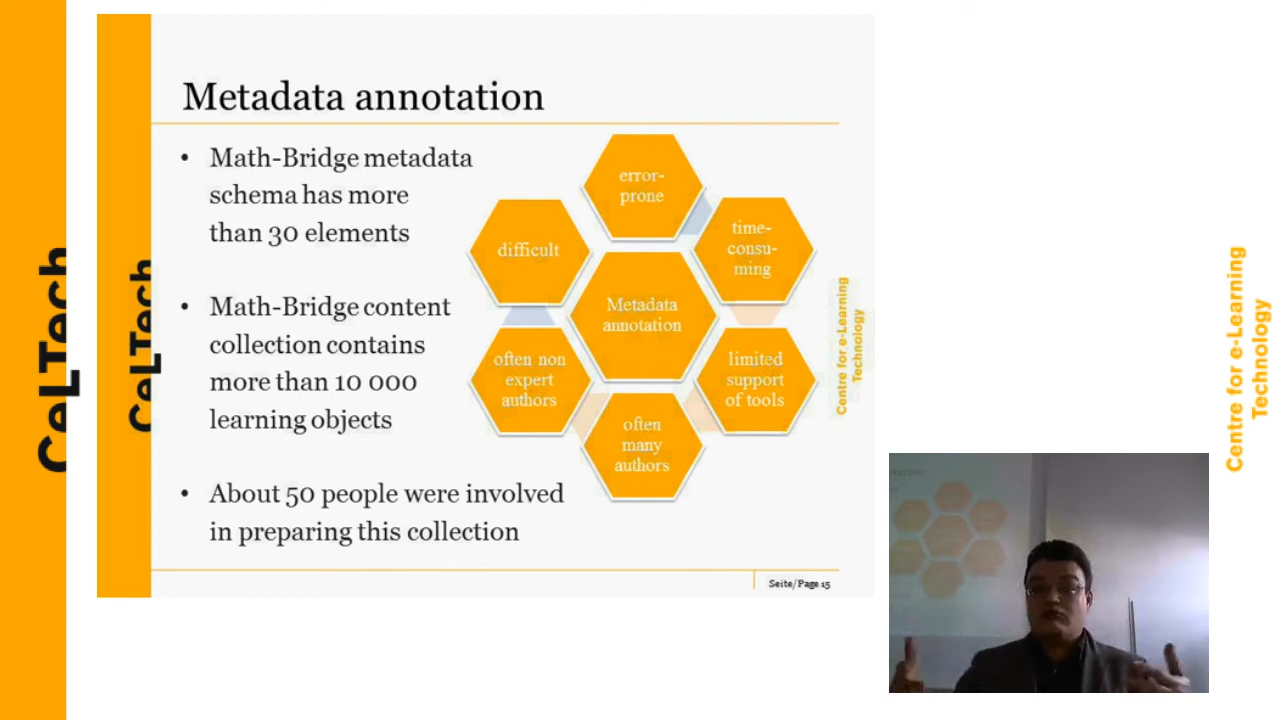 Metadata annotation
• Math-Bridge metadata
schema has more
than 30 elements
• Math-Bridge content
collection contains
more than 10 000
learning objects
• About 50 people were involved
in preparing this collection
error-
prone
time-
consu-
ming
limited
support
of tools
often
many
authors
often non
expert
authors
difficult
Metadata
annotation
Seite/Page 15
CeLTech
CeLTech
Centre for e-Learning
Technology
Centre for e-Learning
Technology